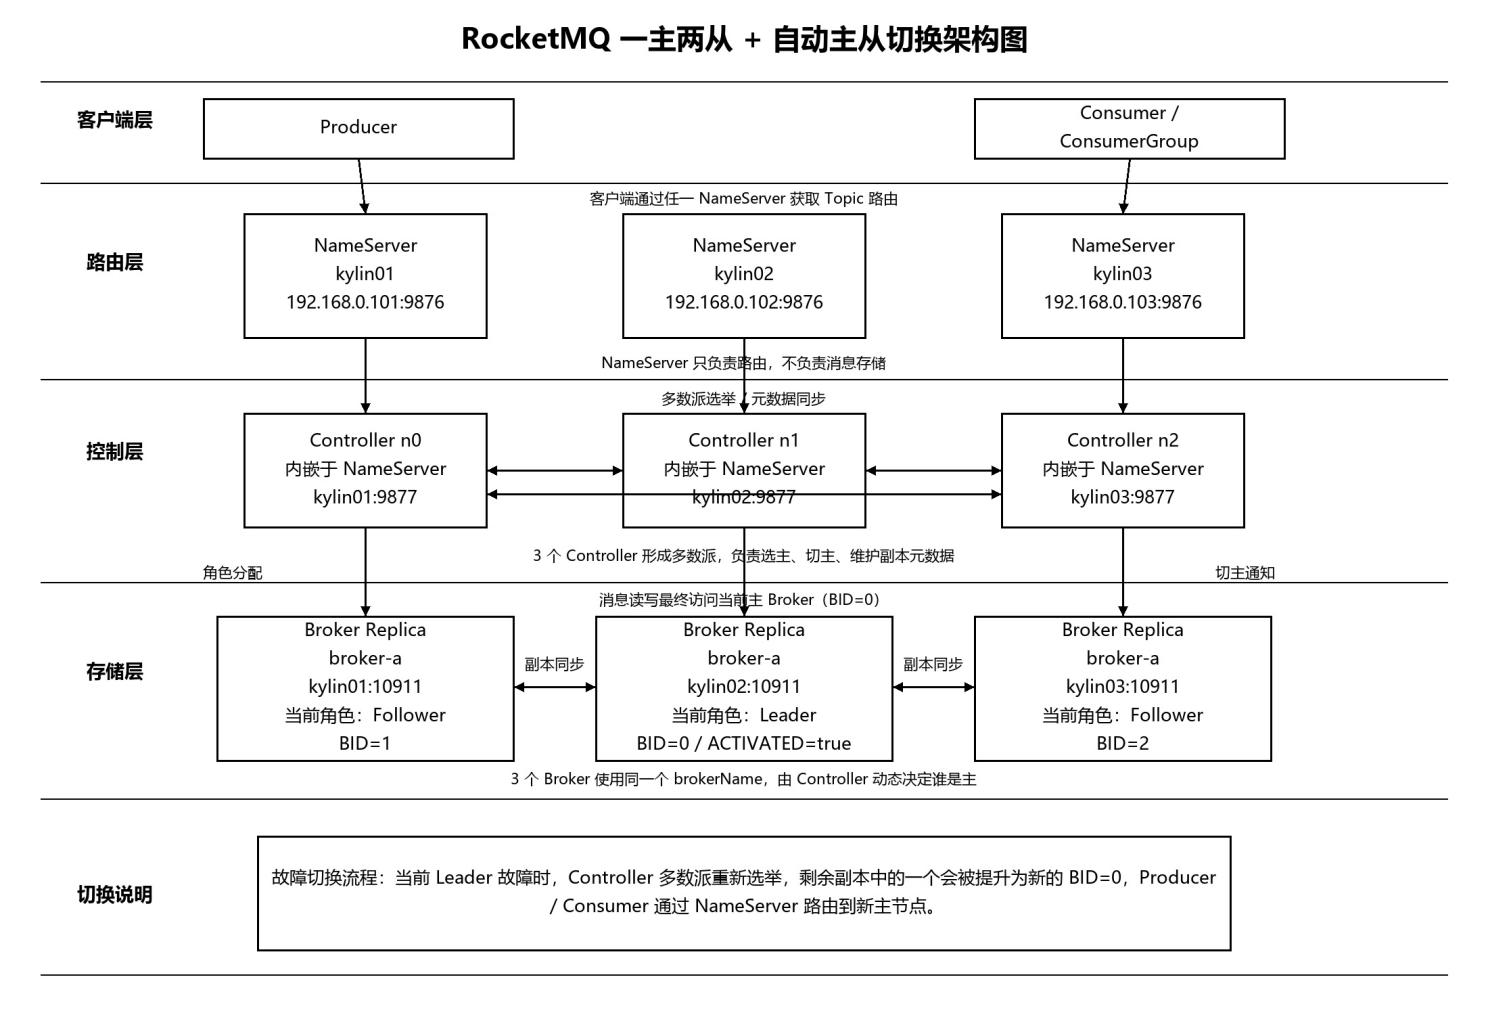 RocketMQ 一主两从 + 自动主从切换架构图
客户端层
Producer
Consumer /
ConsumerGroup
客户端通过任一 NameServer 获取 Topic 路由
路由层
NameServer
kylin01
192.168.0.101:9876
NameServer
kylin02
192.168.0.102:9876
NameServer
kylin03
192.168.0.103:9876
NameServer 只负责路由，不负责消息存储
多数派选举 / 元数据同步
控制层
Controller n0
内嵌于 NameServer
kylin01:9877
Controller n1
内嵌于 NameServer
kylin02:9877
Controller n2
内嵌于 NameServer
kylin03:9877
3 个 Controller 形成多数派，负责选主、切主、维护副本元数据
角色分配
切主通知
消息读写最终访问当前主 Broker（BID=0）
存储层
Broker Replica
broker-a
kylin01:10911
当前角色：Follower
BID=1
副本同步
Broker Replica
broker-a
kylin02:10911
当前角色：Leader
BID=0 / ACTIVATED=true
副本同步
Broker Replica
broker-a
kylin03:10911
当前角色：Follower
BID=2
3 个 Broker 使用同一个 brokerName，由 Controller 动态决定谁是主
切换说明
故障切换流程：当前 Leader 故障时，Controller 多数派重新选举，剩余副本中的一个会被提升为新的 BID=0，Producer
/ Consumer 通过 NameServer 路由到新主节点。